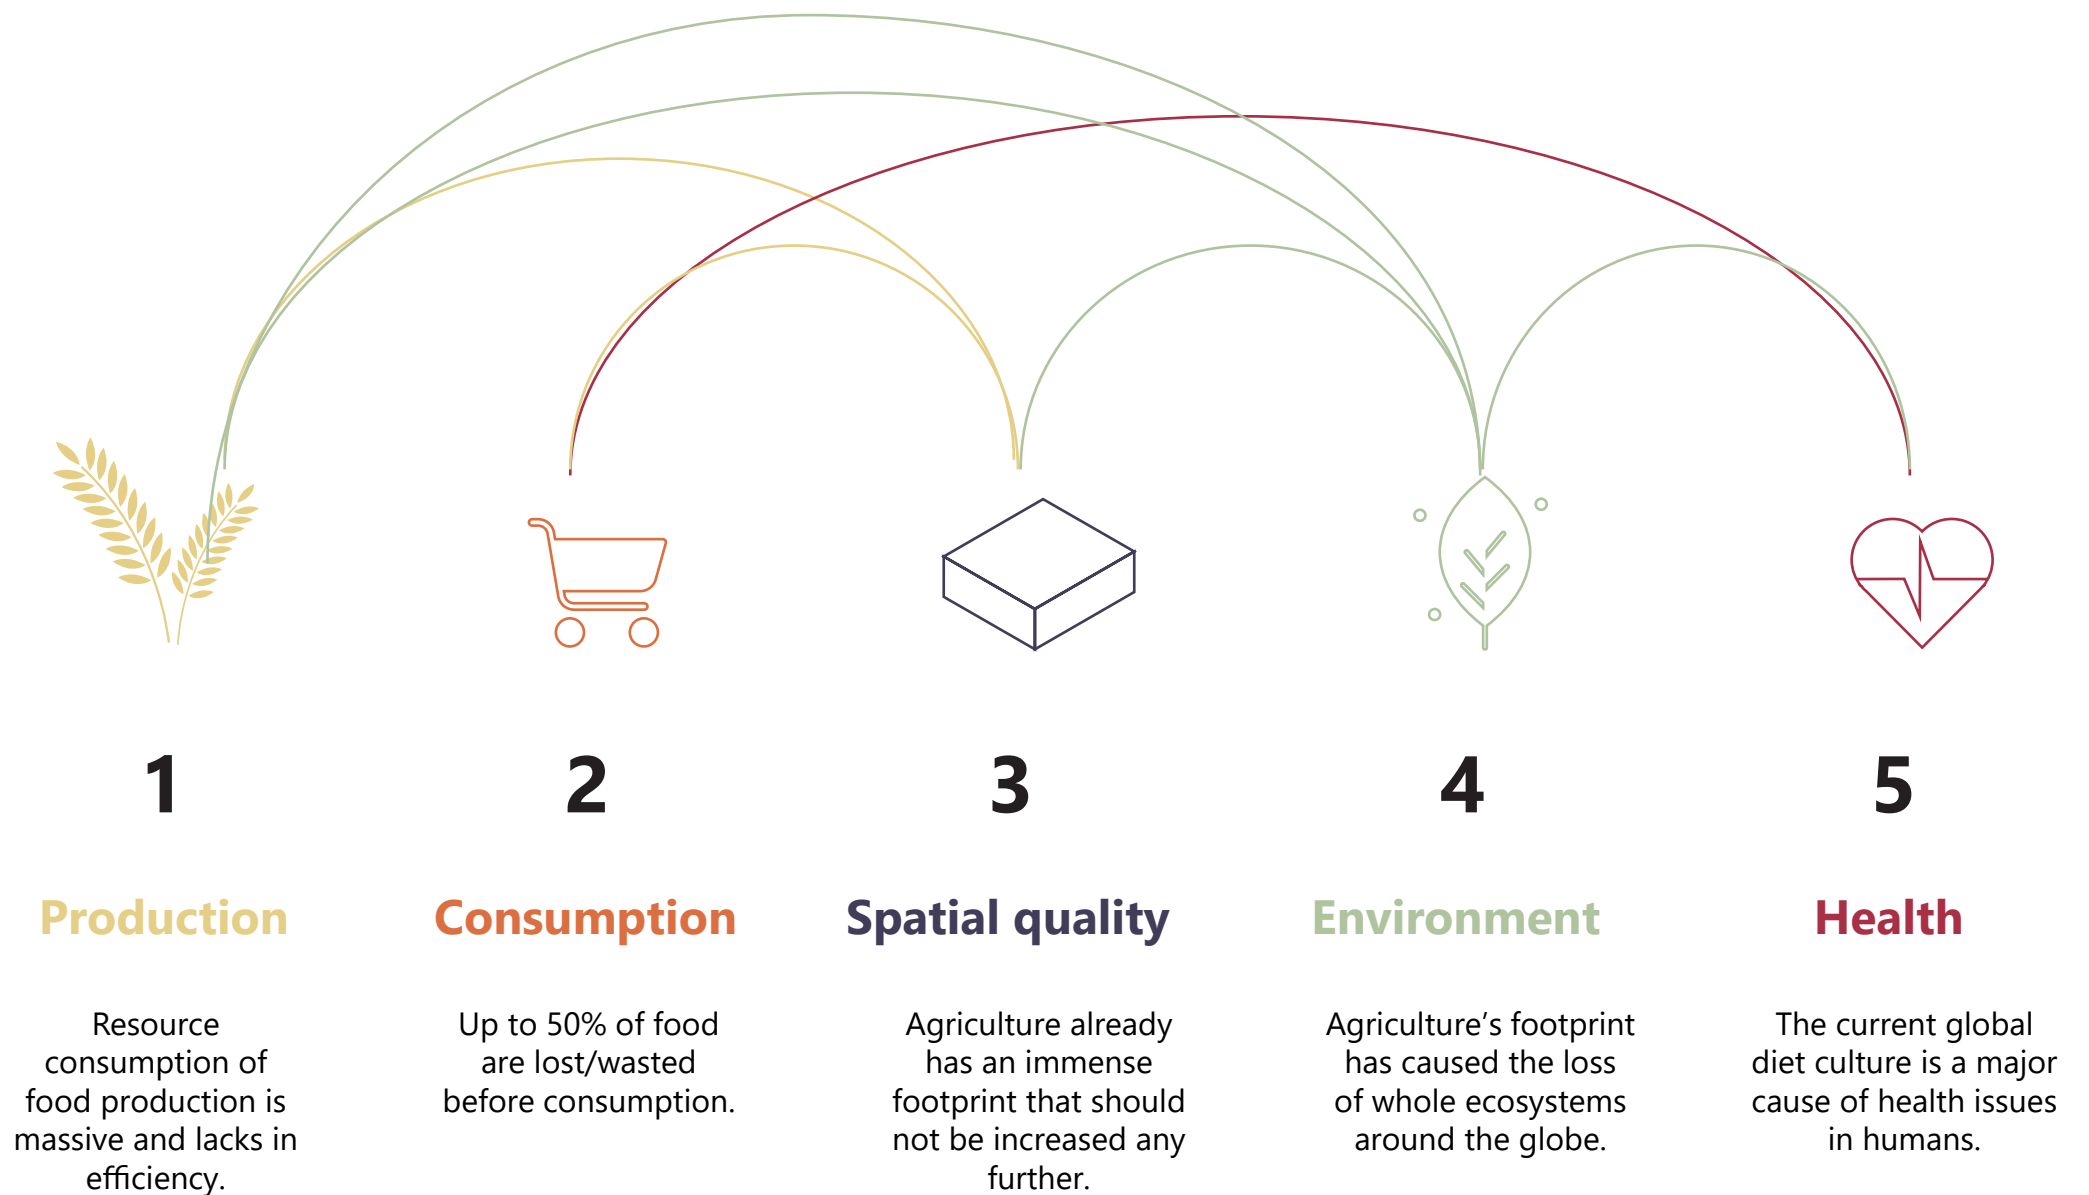 1
Production
Resource
consumption of
food production is
massive and lacks in
efficiency.
2
Consumption
Up to 50% of food
are lost/wasted
before consumption.
3
Spatial quality
Agriculture already
has an immense
footprint that should
not be increased any
further.
4
Environment
Agriculture’s footprint
has caused the loss
of whole ecosystems
around the globe.
5
Health
The current global
diet culture is a major
cause of health issues
in humans.